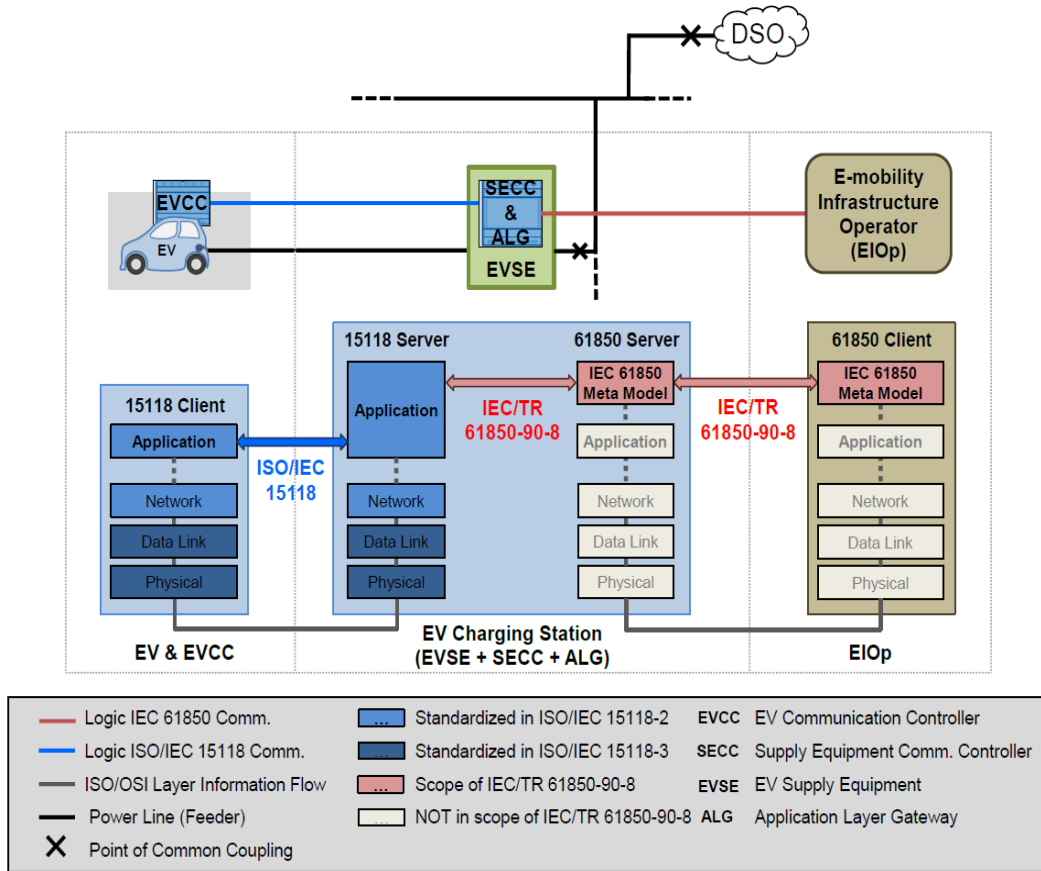 DSO
EVCC
EV
SECC
&
ALG
EVSE
E-mobility
Infrastructure
Operator
(EIOp)
15118 Client
Application
Network
Data Link
Physical
ISO/IEC
15118
15118 Server
Application
Network
Data Link
Physical
IEC/TR
61850-90-8
61850 Server
IEC 61850
Meta Model
Application
Network
Data Link
Physical
IEC/TR
61850-90-8
61850 Client
IEC 61850
Meta Model
Application
Network
Data Link
Physical
EV & EVCC
EV Charging Station
(EVSE + SECC + ALG)
EIOp
Logic IEC 61850 Comm.
Logic ISO/IEC 15118 Comm.
ISO/OSI Layer Information Flow
Power Line (Feeder)
Point of Common Coupling
... Standardized in ISO/IEC 15118-2
... Standardized in ISO/IEC 15118-3
... Scope of IEC/TR 61850-90-8
... NOT in scope of IEC/TR 61850-90-8
EVCC EV Communication Controller
SECC Supply Equipment Comm. Controller
EVSE EV Supply Equipment
ALG Application Layer Gateway